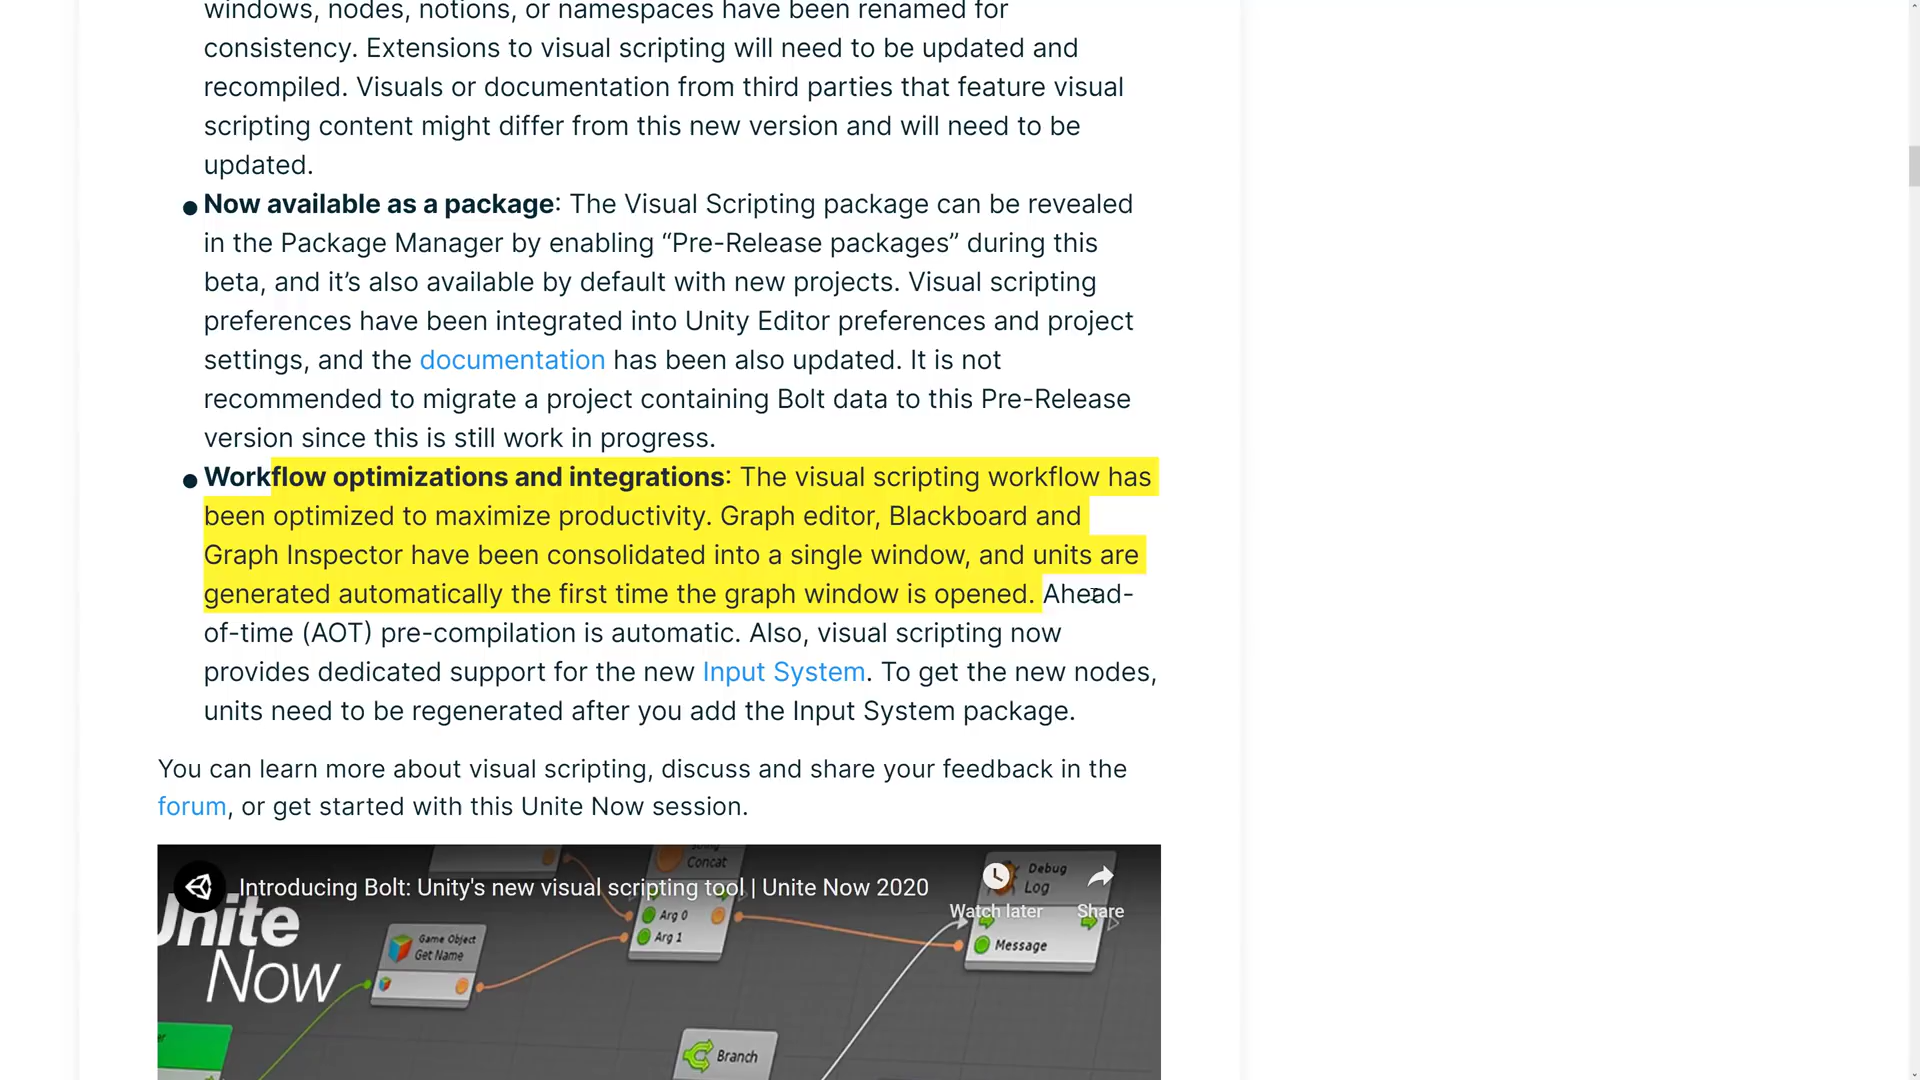 windows, nodes, notions, or namespaces have been renamed for
consistency. Extensions to visual scripting will need to be updated and
recompiled. Visuals or documentation from third parties that feature visual
scripting content might differ from this new version and will need to be
updated.
● Now available as a package: The Visual Scripting package can be revealed
in the Package Manager by enabling “Pre-Release packages” during this
beta, and it’s also available by default with new projects. Visual scripting
preferences have been integrated into Unity Editor preferences and project
settings, and the documentation has been also updated. It is not
recommended to migrate a project containing Bolt data to this Pre-Release
version since this is still work in progress.
● Workflow optimizations and integrations: The visual scripting workflow has
been optimized to maximize productivity. Graph editor, Blackboard and
Graph Inspector have been consolidated into a single window, and units are
generated automatically the first time the graph window is opened. Ahead-
of-time (AOT) pre-compilation is automatic. Also, visual scripting now
provides dedicated support for the new Input System. To get the new nodes,
units need to be regenerated after you add the Input System package.
You can learn more about visual scripting, discuss and share your feedback in the
forum, or get started with this Unite Now session.
Introducing Bolt: Unity's new visual scripting tool | Unite Now 2020
Watch later
Share
Unite
Now
Game Object
Get Name
Concat
Arg 0
Arg 1
Debug
Log
Message
Branch